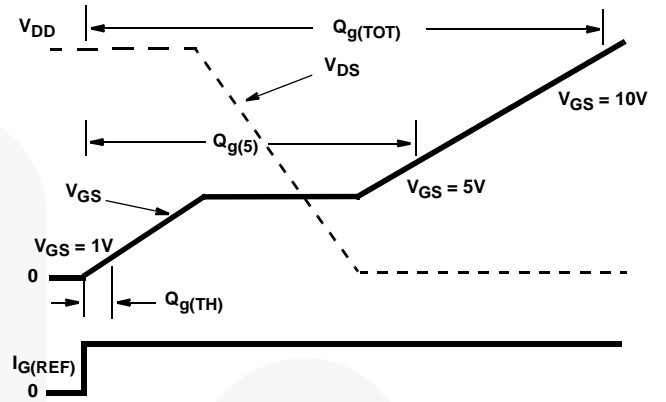 VDD
Qg(TOT)
VDS
VGS = 10V
Qg(5)
VGS
VGS = 5V
VGS = 1V
0
Qg(TH)
IG(REF)
0